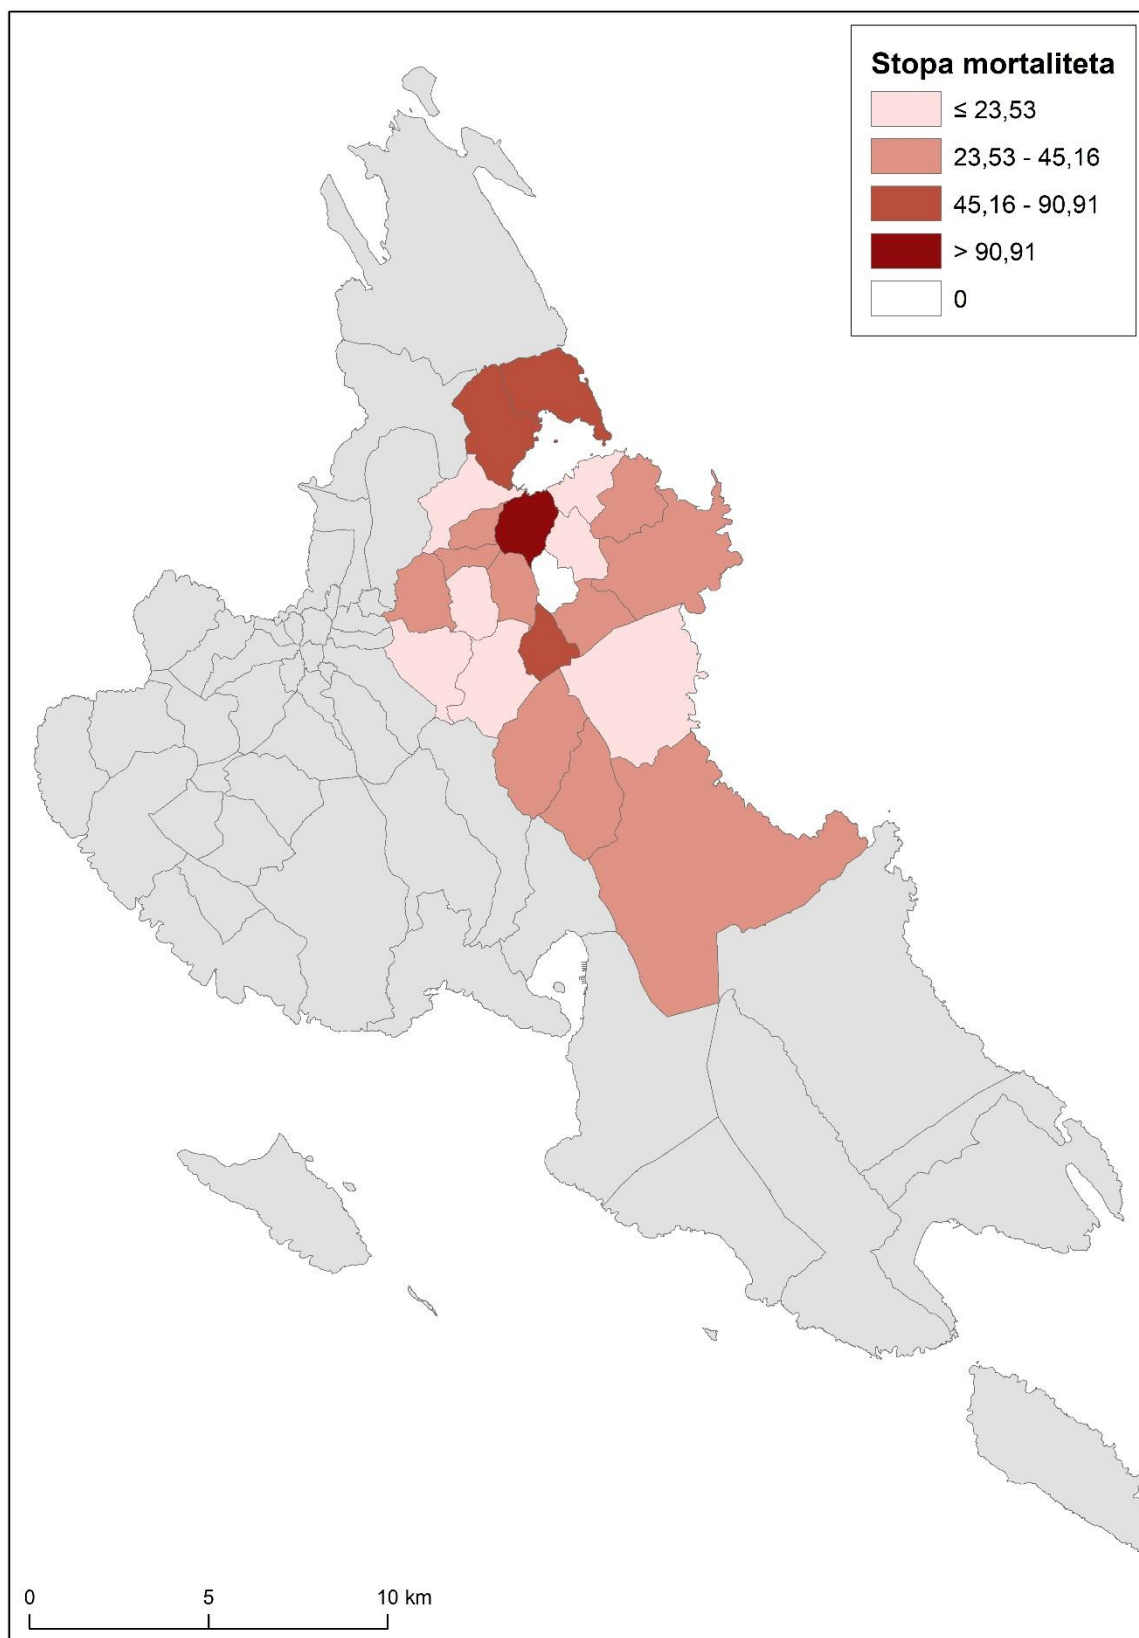 Stopa mortaliteta
≤ 23,53
23,53 - 45,16
45,16 - 90,91
> 90,91
0
0 5 10 km